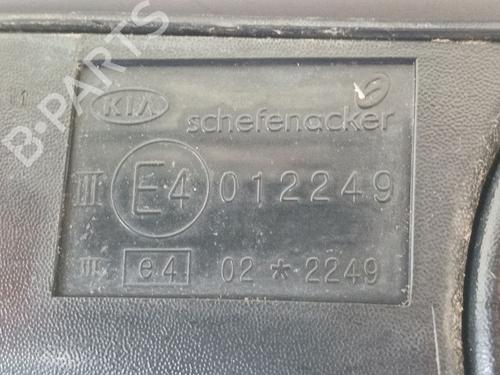 B-PARTS
KIA
schefenacker
III E4 012249
III e4 02*2249